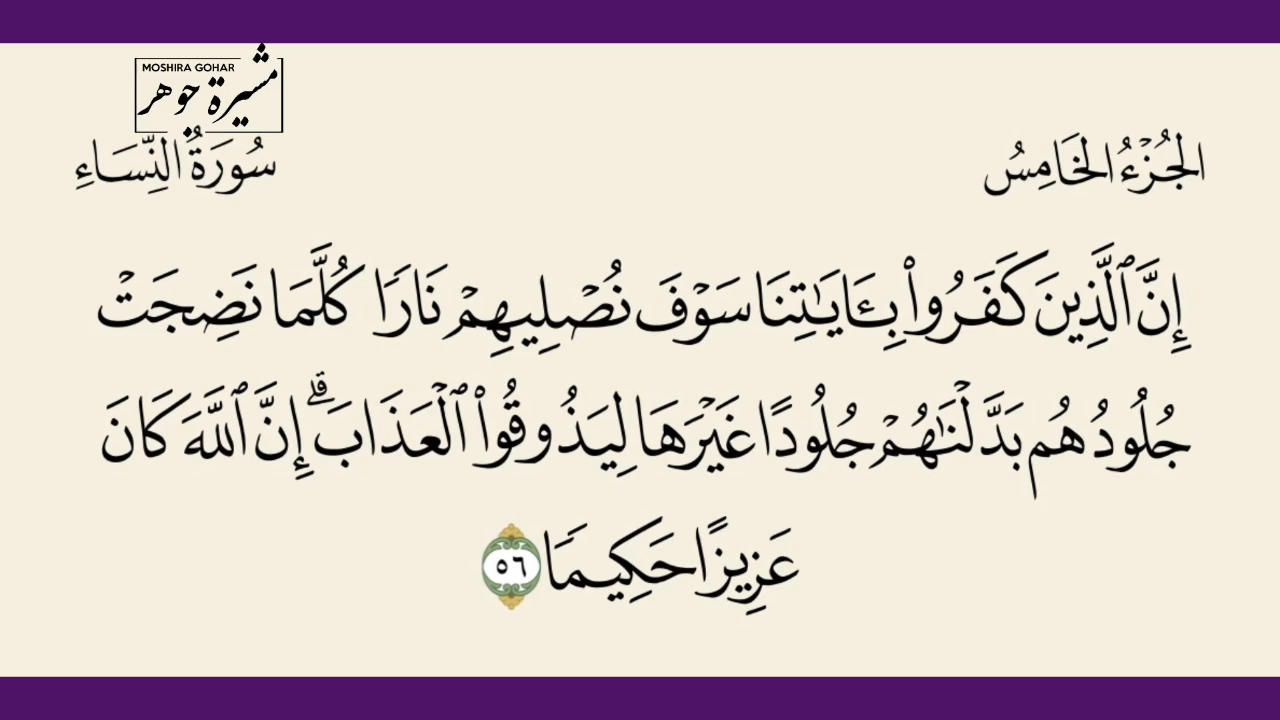 MOSHIRA GOHAR
مشيرة جوهر
الجُزْءُ الخَامِسُ
سُورَةُ النِّسَاءِ
إِنَّ ٱلَّذِينَ كَفَرُوا۟ بِـَٔايَـٰتِنَا سَوْفَ نُصْلِيهِمْ نَارًا كُلَّمَا نَضِجَتْ
جُلُودُهُم بَدَّلْنَـٰهُمْ جُلُودًا غَيْرَهَا لِيَذُوقُوا۟ ٱلْعَذَابَ ۗ إِنَّ ٱللَّهَ كَانَ
عَزِيزًا حَكِيمًا ٥٦